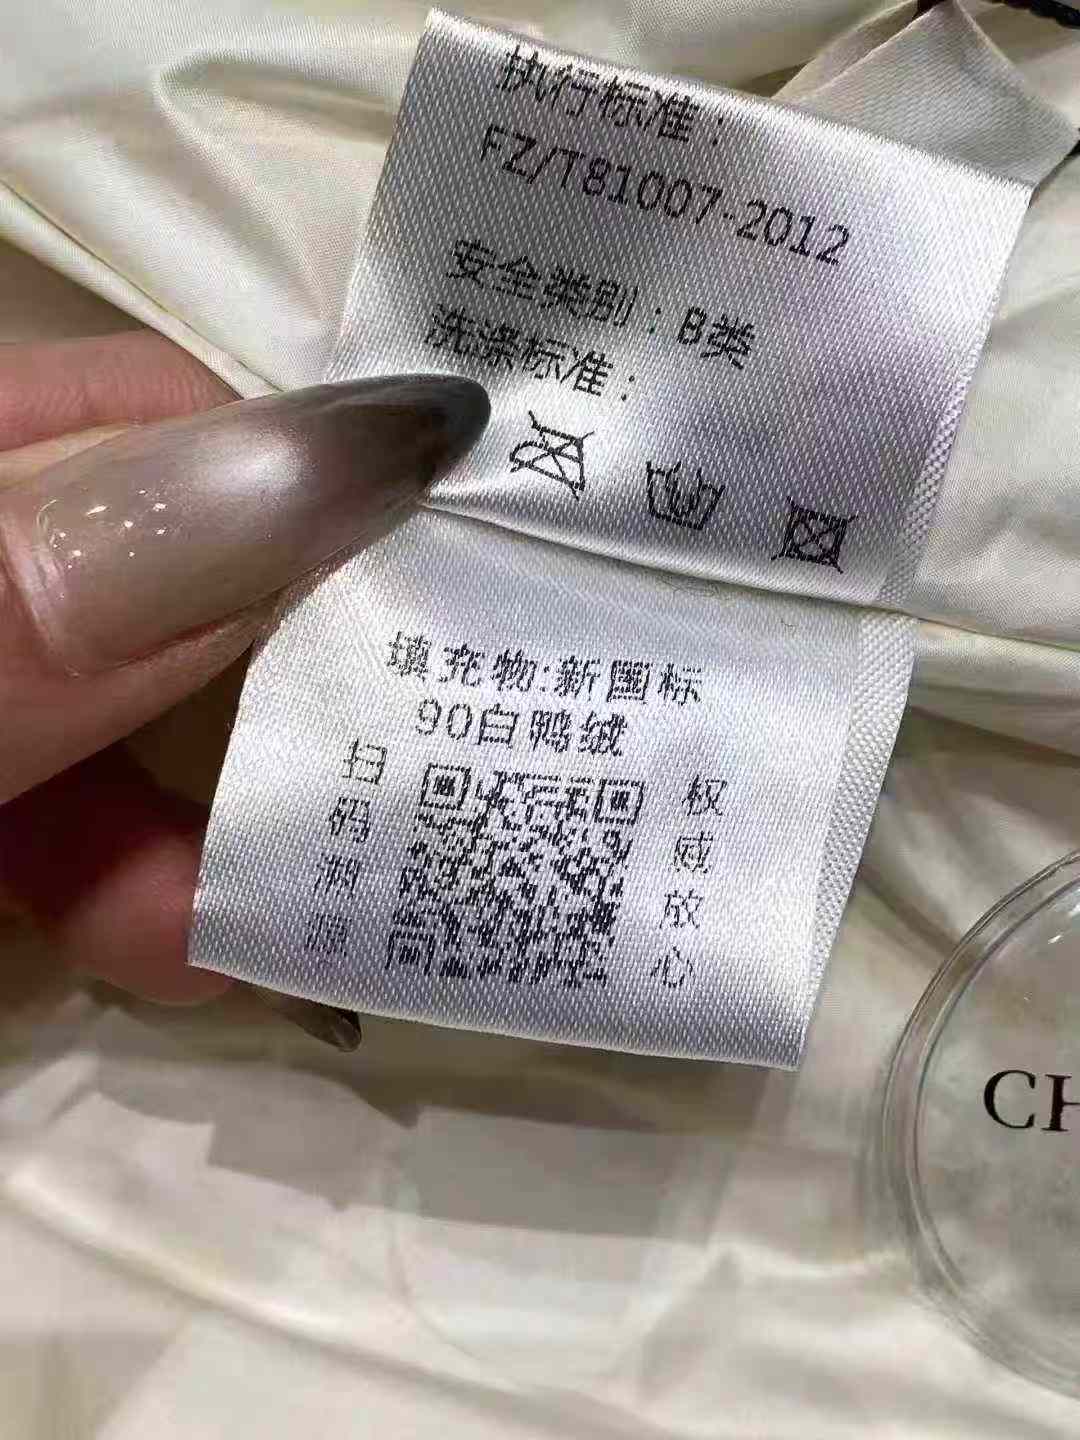 执行标准：
FZ/T81007-2012
安全类别：B类
洗涤标准：
填充物:新国标
90白鸭绒
扫码溯源
权威放心
CH